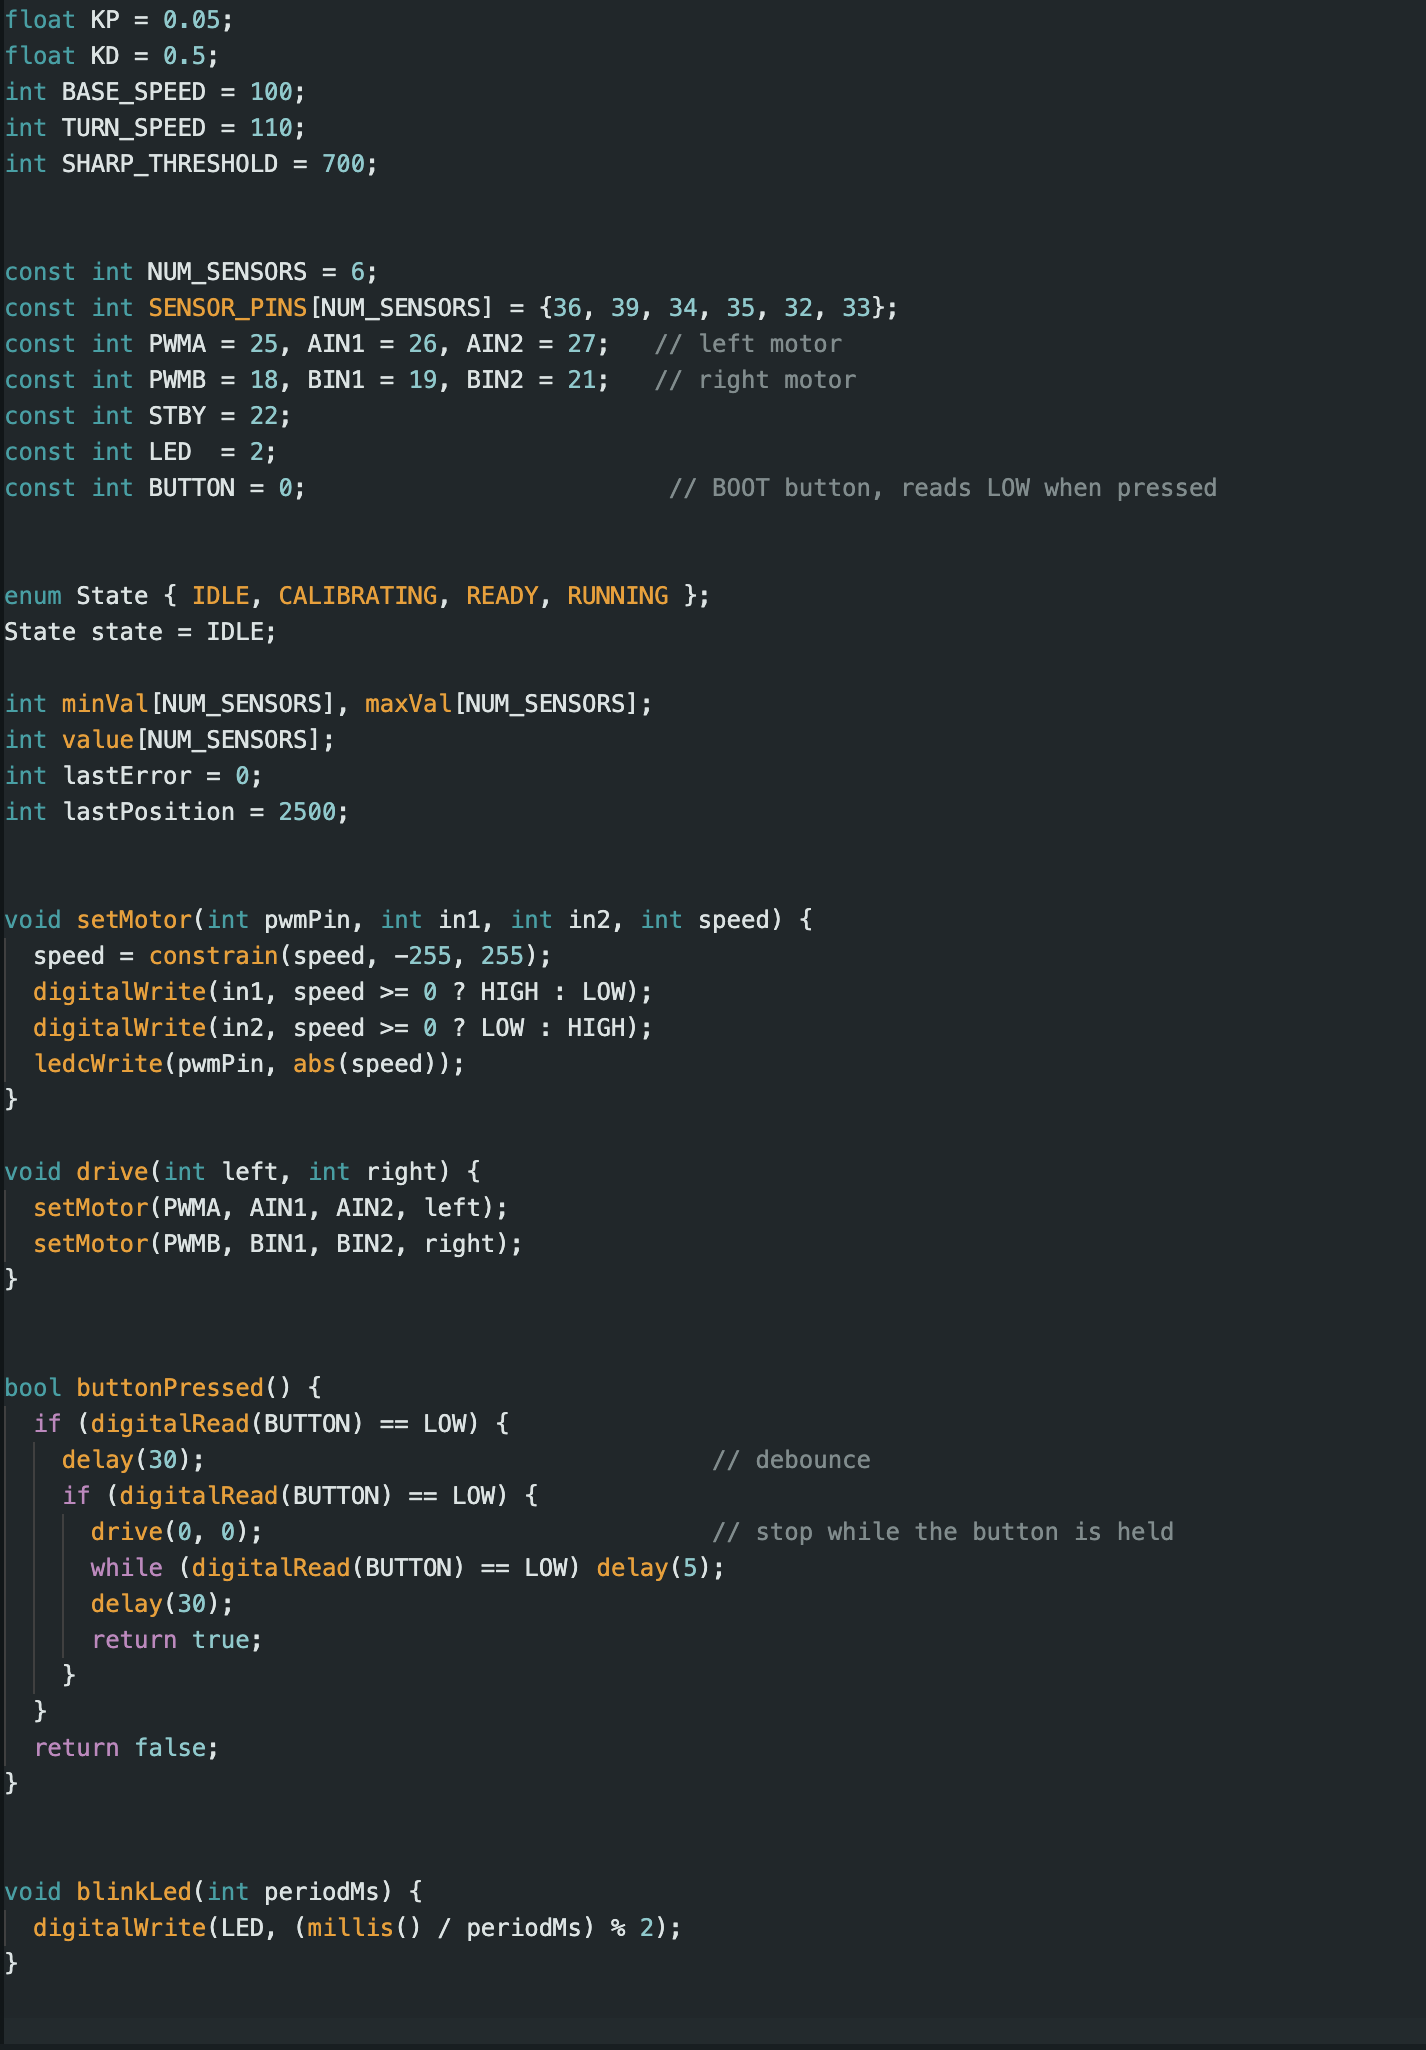 float KP = 0.05;
float KD = 0.5;
int BASE_SPEED = 100;
int TURN_SPEED = 110;
int SHARP_THRESHOLD = 700;
const int NUM_SENSORS = 6;
const int SENSOR_PINS[NUM_SENSORS] = {36, 39, 34, 35, 32, 33};
const int PWMA = 25, AIN1 = 26, AIN2 = 27;   // left motor
const int PWMB = 18, BIN1 = 19, BIN2 = 21;   // right motor
const int STBY = 22;
const int LED  = 2;
const int BUTTON = 0;                         // BOOT button, reads LOW when pressed
enum State { IDLE, CALIBRATING, READY, RUNNING };
State state = IDLE;
int minVal[NUM_SENSORS], maxVal[NUM_SENSORS];
int value[NUM_SENSORS];
int lastError = 0;
int lastPosition = 2500;
void setMotor(int pwmPin, int in1, int in2, int speed) {
  speed = constrain(speed, -255, 255);
  digitalWrite(in1, speed >= 0 ? HIGH : LOW);
  digitalWrite(in2, speed >= 0 ? LOW : HIGH);
  ledcWrite(pwmPin, abs(speed));
}
void drive(int left, int right) {
  setMotor(PWMA, AIN1, AIN2, left);
  setMotor(PWMB, BIN1, BIN2, right);
}
bool buttonPressed() {
  if (digitalRead(BUTTON) == LOW) {
    delay(30);                                   // debounce
    if (digitalRead(BUTTON) == LOW) {
      drive(0, 0);                               // stop while the button is held
      while (digitalRead(BUTTON) == LOW) delay(5);
      delay(30);
      return true;
    }
  }
  return false;
}
void blinkLed(int periodMs) {
  digitalWrite(LED, (millis() / periodMs) % 2);
}